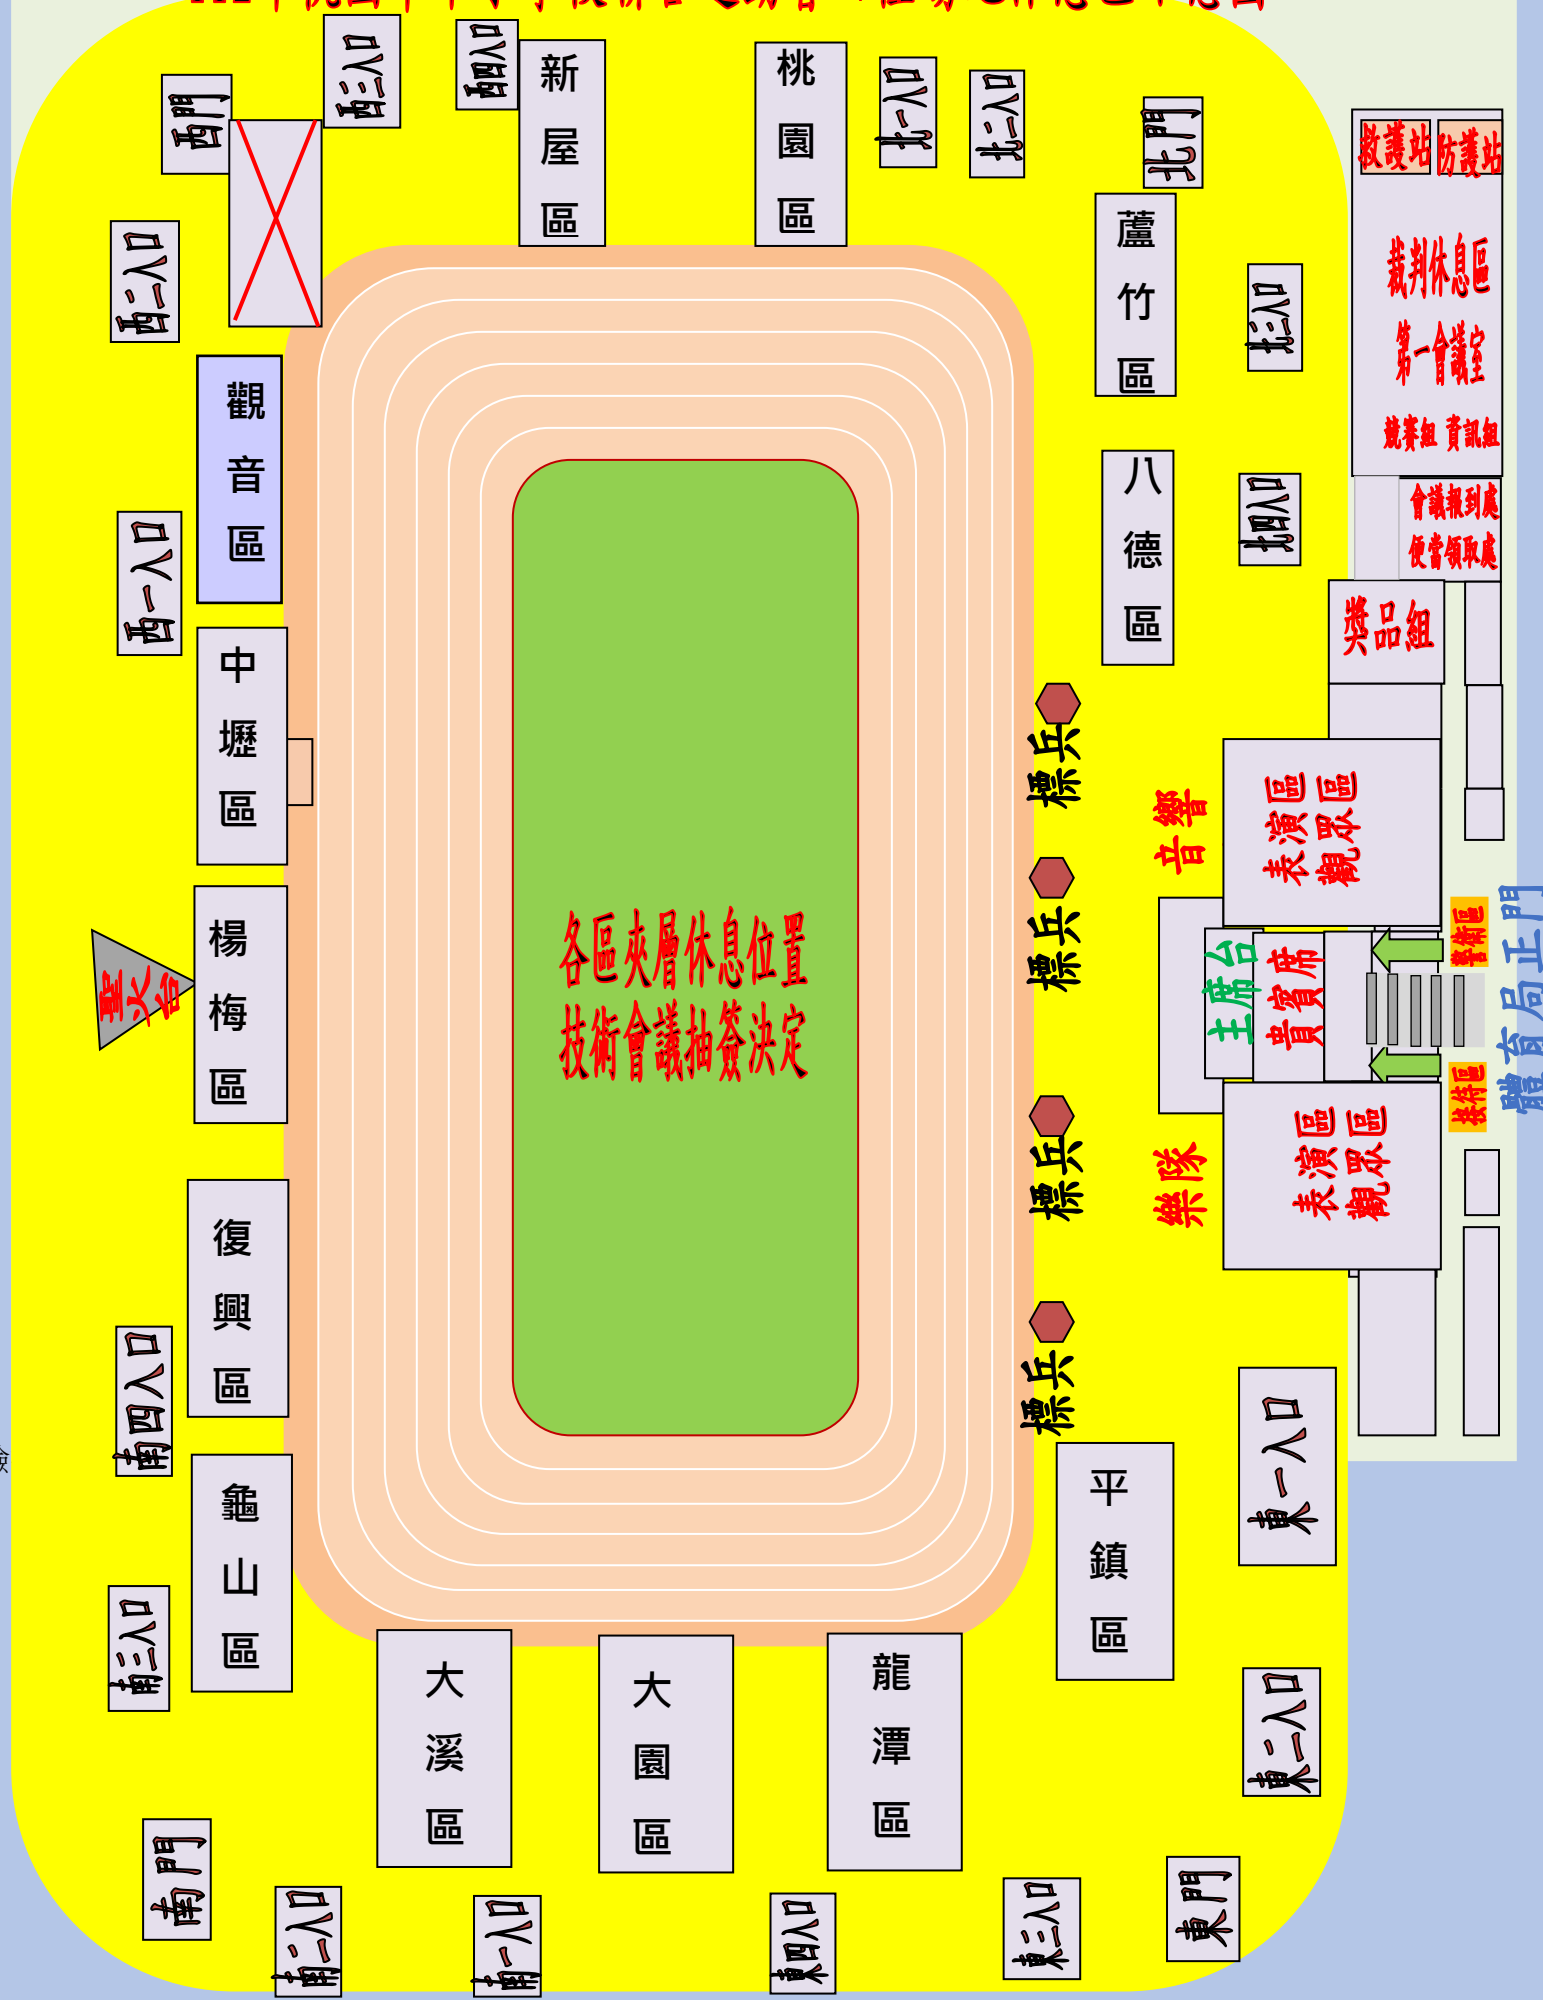 西門
西三入口
西四入口
新屋區
桃園區
北一入口
北二入口
北門
救護站
防護站
西二入口
蘆竹區
北三入口
裁判休息區
第一會議室
競賽組 資訊組
觀音區
西一入口
八德區
北四入口
會議報到處
便當領取處
獎品組
中壢區
標兵
音響
表演區
觀眾區
楊梅區
聖火台
各區夾層休息位置
技術會議抽簽決定
標兵
主席台
貴賓席
接待區
體育局正門
標兵
樂隊
表演區
觀眾區
復興區
南四入口
標兵
東一入口
龜山區
平鎮區
南三入口
大溪區
大園區
龍潭區
東二入口
南門
南二入口
南一入口
東四入口
東三入口
東門